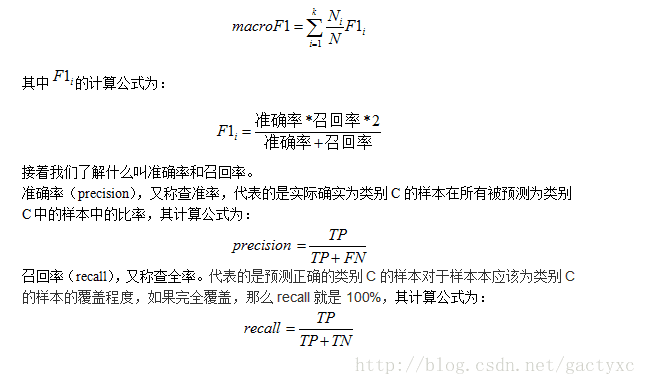 macroF1 = \sum_{i=1}^{k} \frac{N_i}{N} F1_i
其中 F1_i 的计算公式为：
F1_i = \frac{准确率*召回率*2}{准确率+召回率}
接着我们了解什么叫准确率和召回率。
准确率（precision），又称查准率，代表的是实际确实为类别 C 的样本在所有被预测为类别
C 中的样本中的比率，其计算公式为：
precision = \frac{TP}{TP + FN}
召回率（recall），又称查全率。代表的是预测正确的类别 C 的样本对于样本本应该为类别 C
的样本的覆盖程度，如果完全覆盖，那么 recall 就是 100%，其计算公式为：
recall = \frac{TP}{TP + TN}
http://blog.csdn.net/gactyxc